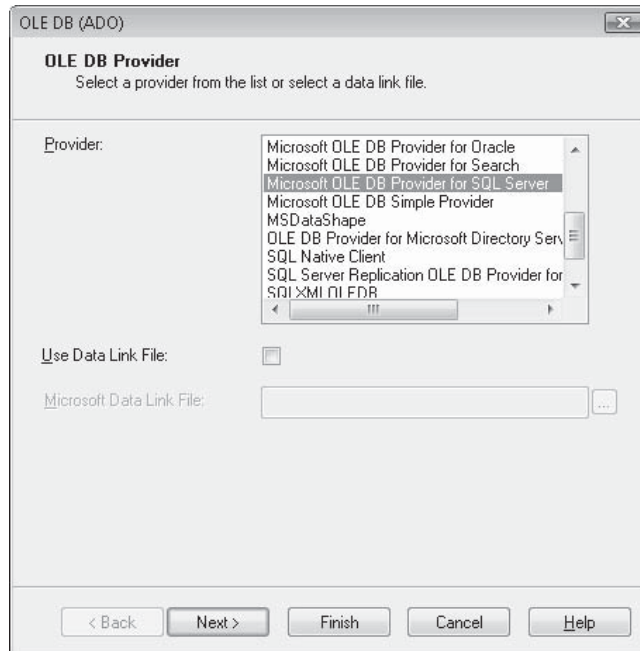 OLE DB (ADO)
OLE DB Provider
Select a provider from the list or select a data link file.
Provider:
Microsoft OLE DB Provider for Oracle
Microsoft OLE DB Provider for Search
Microsoft OLE DB Provider for SQL Server
Microsoft OLE DB Simple Provider
MSDataShape
OLE DB Provider for Microsoft Directory Serv
SQL Native Client
SQL Server Replication OLE DB Provider for
SQLXMLOLEDB
Use Data Link File:
Microsoft Data Link File:
...
< Back Next > Finish Cancel Help